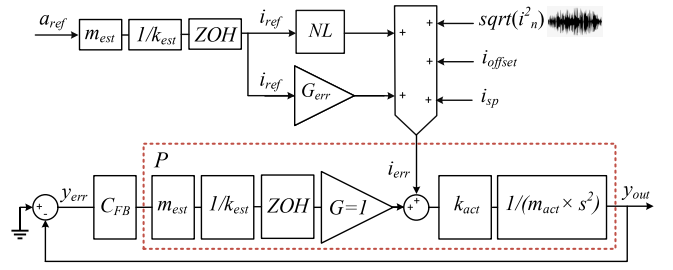 a_ref m_est 1/k_est ZOH i_ref NL sqrt(i²_n)
i_offset
i_ref G_err i_sp
P i_err
y_err C_FB m_est 1/k_est ZOH G=1 k_act 1/(m_act × s²) y_out
+ + + + +
+ - + +